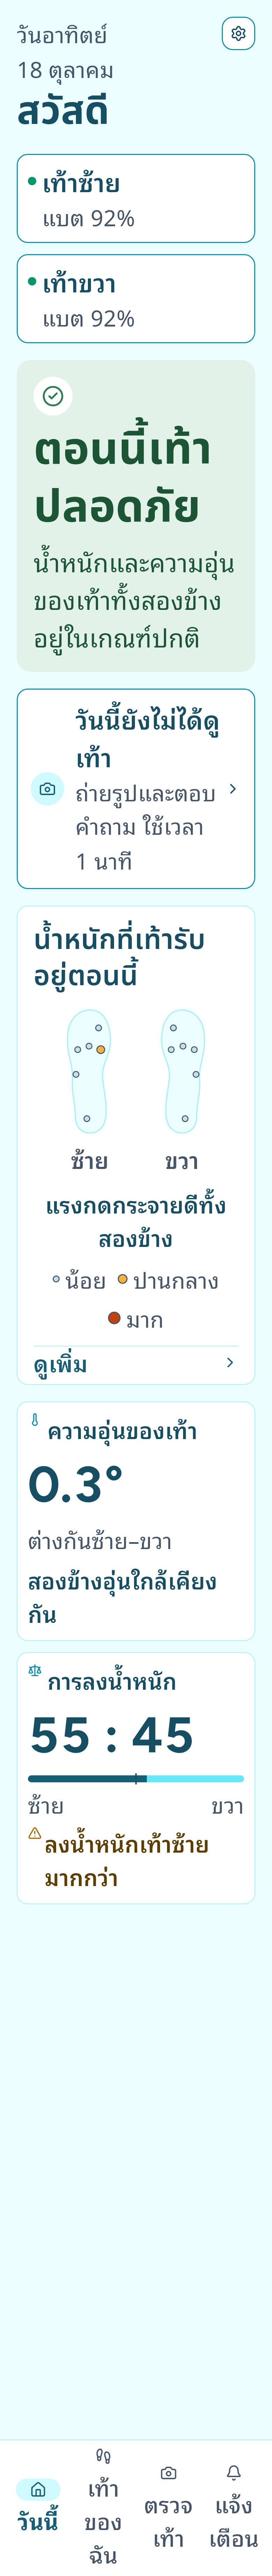 วันอาทิตย์
18 ตุลาคม
สวัสดี
เท้าซ้าย
แบต 92%
เท้าขวา
แบต 92%
ตอนนี้เท้า
ปลอดภัย
น้ำหนักและความอุ่น
ของเท้าทั้งสองข้าง
อยู่ในเกณฑ์ปกติ
วันนี้ยังไม่ได้ดู
เท้า
ถ่ายรูปและตอบ
คำถาม ใช้เวลา
1 นาที
น้ำหนักที่เท้ารับ
อยู่ตอนนี้
ซ้าย
ขวา
แรงกดกระจายดีทั้ง
สองข้าง
น้อย ปานกลาง
มาก
ดูเพิ่ม
ความอุ่นของเท้า
0.3°
ต่างกันซ้าย–ขวา
สองข้างอุ่นใกล้เคียง
กัน
การลงน้ำหนัก
55 : 45
ซ้าย
ขวา
ลงน้ำหนักเท้าซ้าย
มากกว่า
วันนี้
เท้า
ของ
ฉัน
ตรวจ
เท้า
แจ้ง
เตือน